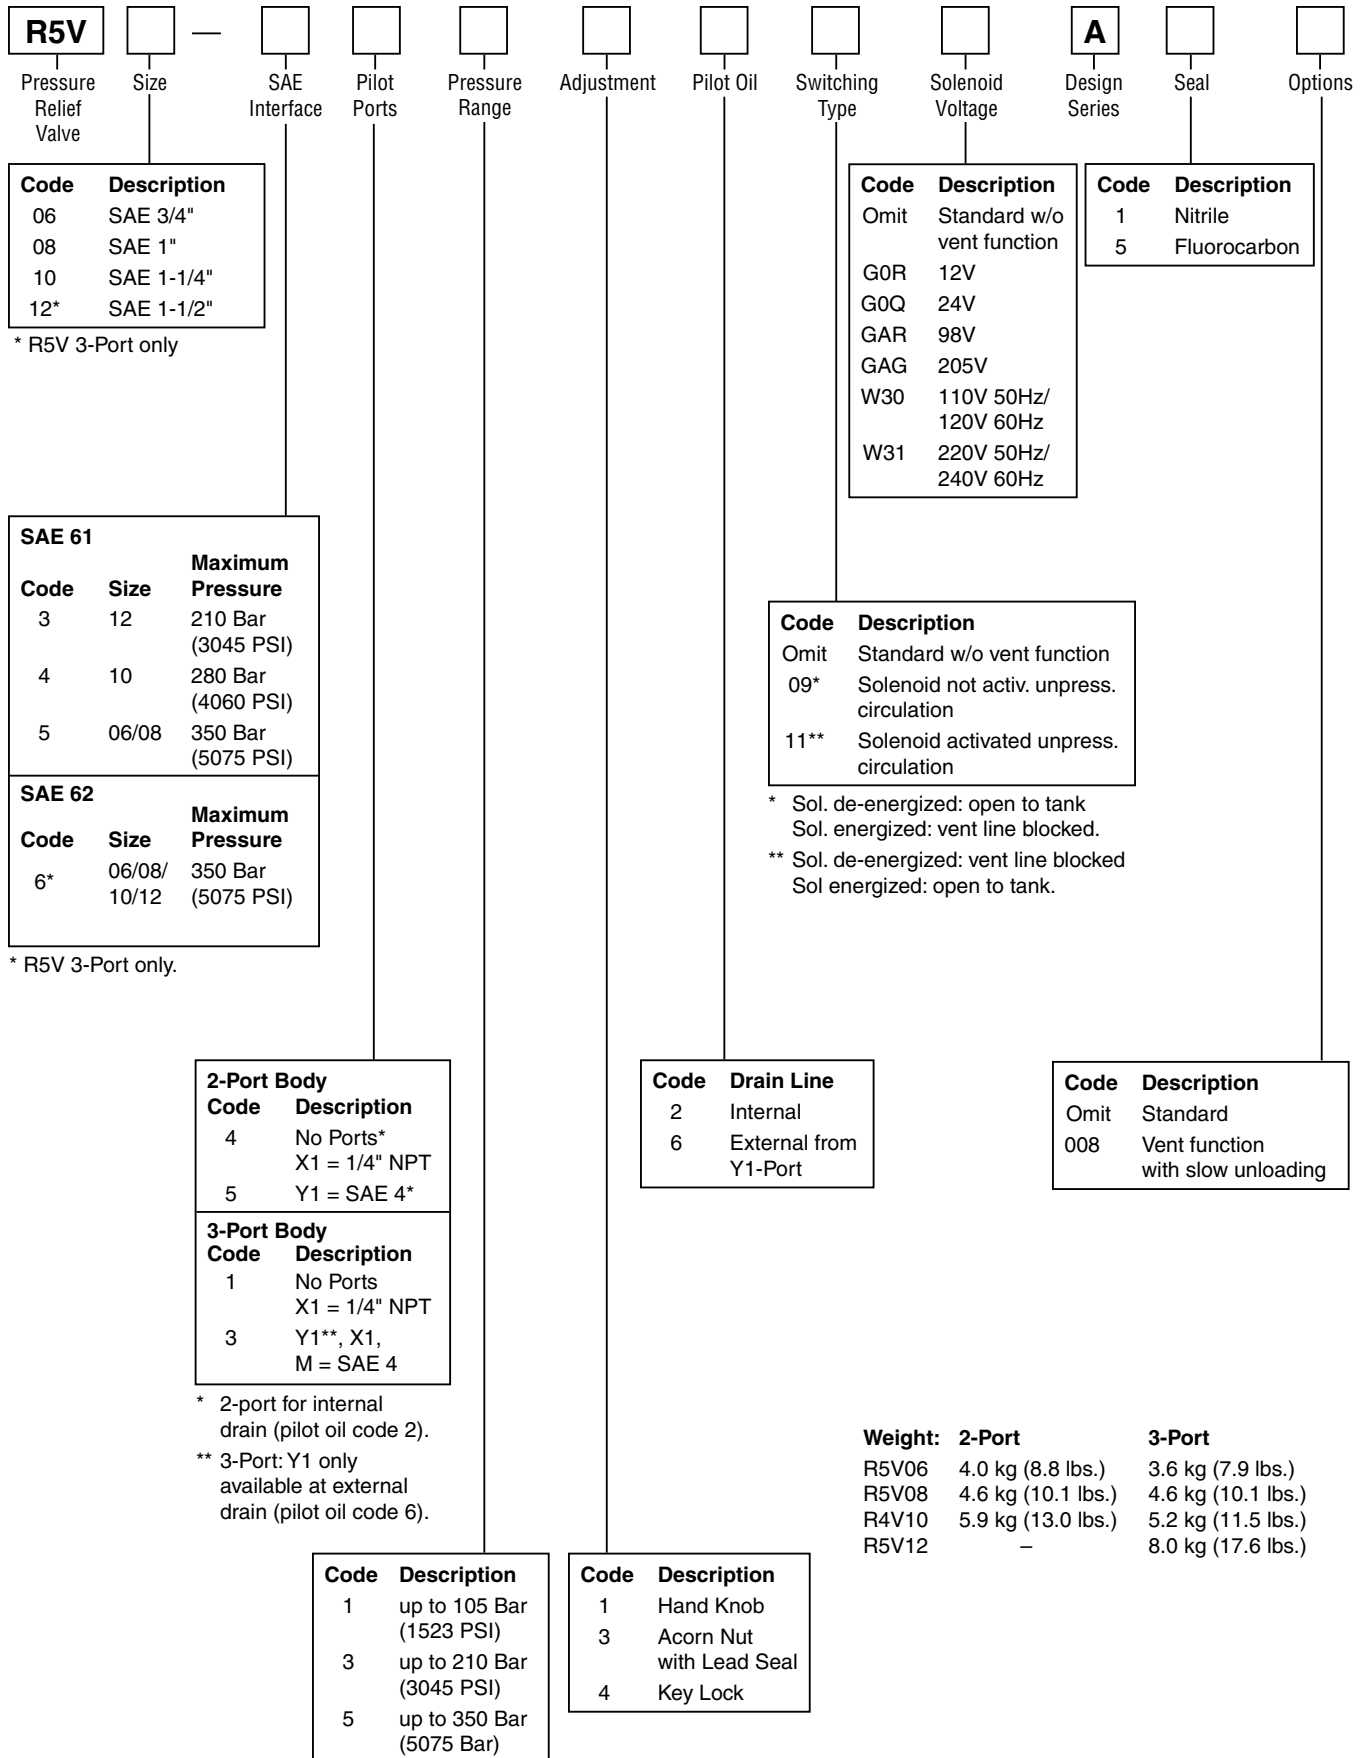 R5V — A
Pressure Relief Valve
Size
SAE Interface
Pilot Ports
Pressure Range
Adjustment
Pilot Oil
Switching Type
Solenoid Voltage
Design Series
Seal
Options
Code Description
06 SAE 3/4"
08 SAE 1"
10 SAE 1-1/4"
12* SAE 1-1/2"
* R5V 3-Port only
Code Description
Omit Standard w/o
vent function
G0R 12V
G0Q 24V
GAR 98V
GAG 205V
W30 110V 50Hz/
120V 60Hz
W31 220V 50Hz/
240V 60Hz
Code Description
1 Nitrile
5 Fluorocarbon
SAE 61
Maximum
Code Size Pressure
3 12 210 Bar
(3045 PSI)
4 10 280 Bar
(4060 PSI)
5 06/08 350 Bar
(5075 PSI)
SAE 62
Maximum
Code Size Pressure
6* 06/08/ 350 Bar
10/12 (5075 PSI)
* R5V 3-Port only.
Code Description
Omit Standard w/o vent function
09* Solenoid not activ. unpress.
circulation
11** Solenoid activated unpress.
circulation
* Sol. de-energized: open to tank
Sol. energized: vent line blocked.
** Sol. de-energized: vent line blocked
Sol energized: open to tank.
2-Port Body
Code Description
4 No Ports*
X1 = 1/4" NPT
5 Y1 = SAE 4*
3-Port Body
Code Description
1 No Ports
X1 = 1/4" NPT
3 Y1**, X1,
M = SAE 4
* 2-port for internal
drain (pilot oil code 2).
** 3-Port: Y1 only
available at external
drain (pilot oil code 6).
Code Drain Line
2 Internal
6 External from
Y1-Port
Code Description
Omit Standard
008 Vent function
with slow unloading
Weight: 2-Port 3-Port
R5V06 4.0 kg (8.8 lbs.) 3.6 kg (7.9 lbs.)
R5V08 4.6 kg (10.1 lbs.) 4.6 kg (10.1 lbs.)
R4V10 5.9 kg (13.0 lbs.) 5.2 kg (11.5 lbs.)
R5V12 – 8.0 kg (17.6 lbs.)
Code Description
1 up to 105 Bar
(1523 PSI)
3 up to 210 Bar
(3045 PSI)
5 up to 350 Bar
(5075 Bar)
Code Description
1 Hand Knob
3 Acorn Nut
with Lead Seal
4 Key Lock